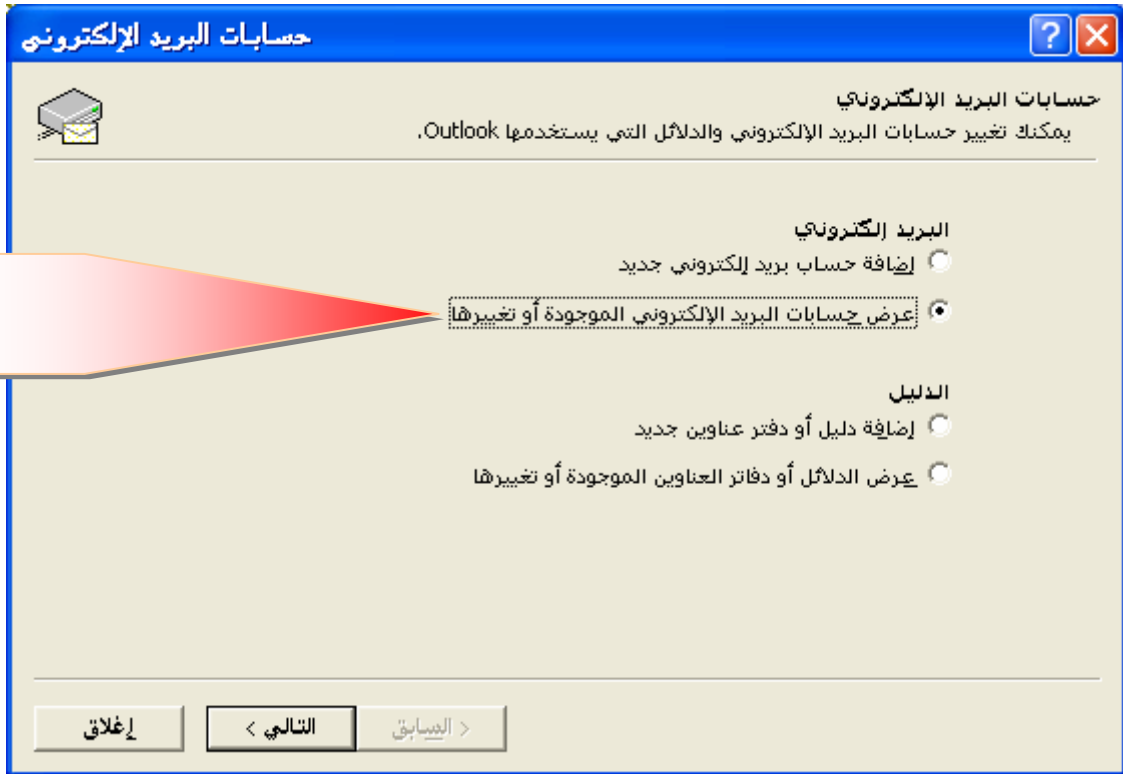 حسابات البريد الإلكتروني
حسابات البريد الإلكتروني
يمكنك تغيير حسابات البريد الإلكتروني والدلائل التي يستخدمها Outlook.
البريد إلكتروني
إضافة حساب بريد إلكتروني جديد
عرض حسابات البريد الإلكتروني الموجودة أو تغييرها
الدليل
إضافة دليل أو دفتر عناوين جديد
عرض الدلائل أو دفاتر العناوين الموجودة أو تغييرها
< السابق
التالي >
إغلاق